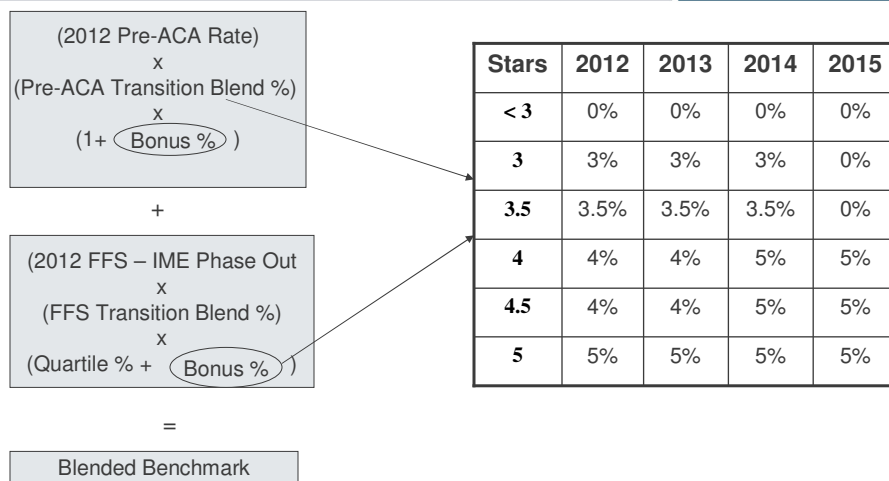 (2012 Pre-ACA Rate)
x
(Pre-ACA Transition Blend %)
x
(1+ Bonus % )
+
(2012 FFS – IME Phase Out
x
(FFS Transition Blend %)
x
(Quartile % + Bonus % )
=
Blended Benchmark
Stars 2012 2013 2014 2015
< 3 0% 0% 0% 0%
3 3% 3% 3% 0%
3.5 3.5% 3.5% 3.5% 0%
4 4% 4% 5% 5%
4.5 4% 4% 5% 5%
5 5% 5% 5% 5%